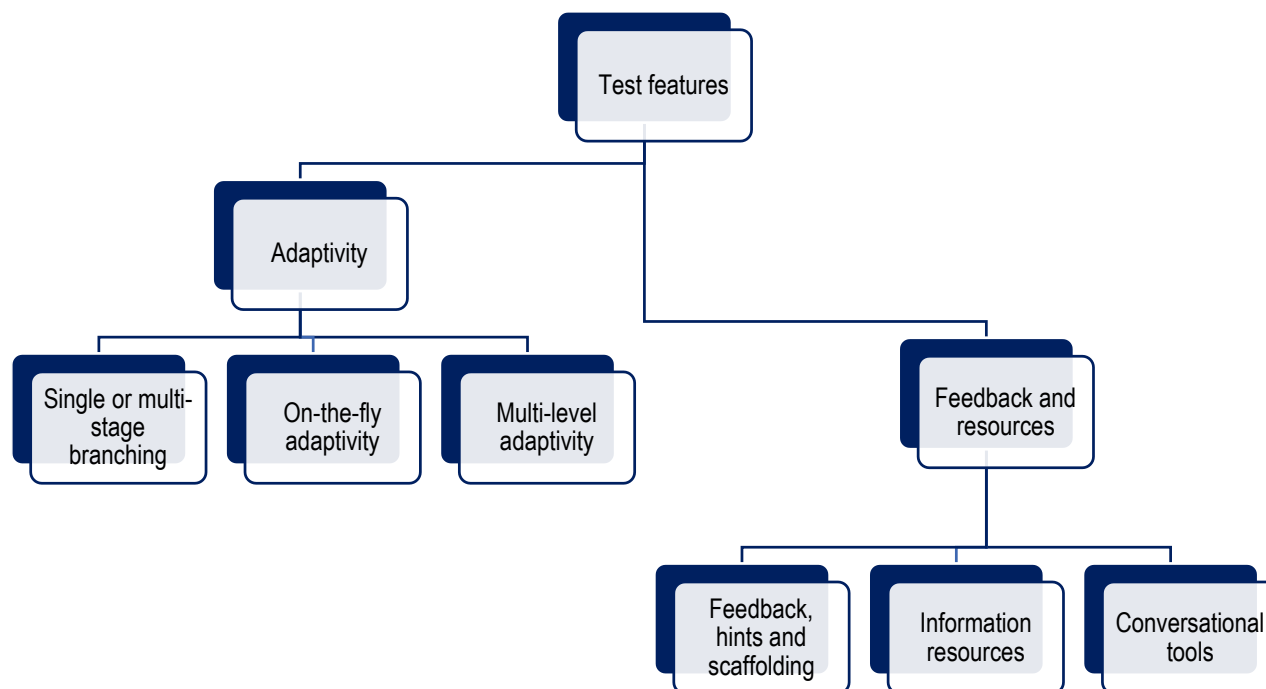 Test features
Adaptivity
Single or multi-
stage
branching
On-the-fly
adaptivity
Multi-level
adaptivity
Feedback and
resources
Feedback,
hints and
scaffolding
Information
resources
Conversational
tools